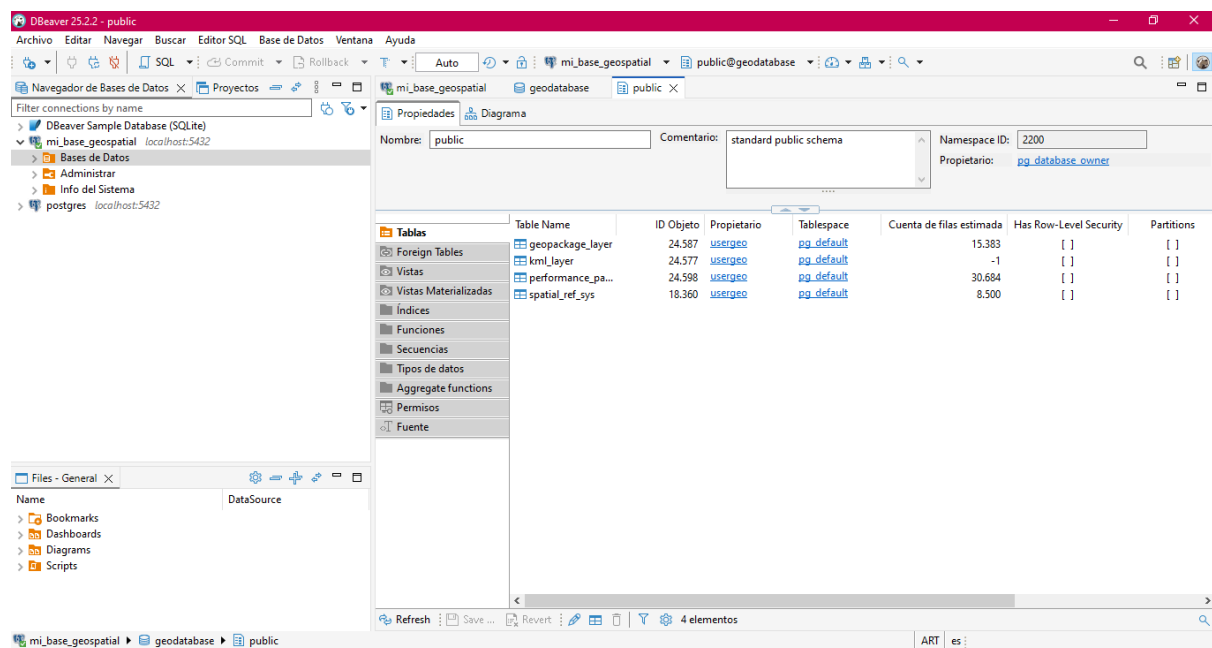 DBeaver 25.2.2 - public
Archivo Editar Navegar Buscar Editor SQL Base de Datos Ventana Ayuda
SQL Commit Rollback T Auto mi_base_geospatial public@geodatabase
Navegador de Bases de Datos Proyectos
Filter connections by name
DBeaver Sample Database (SQLite)
mi_base_geospatial localhost:5432
Bases de Datos
Administrar
Info del Sistema
postgres localhost:5432
mi_base_geospatial geodatabase public
Propiedades Diagrama
Nombre: public Comentario: standard public schema Namespace ID: 2200
Propietario: pg_database_owner
Tablas
Foreign Tables
Vistas
Vistas Materializadas
Índices
Funciones
Secuencias
Tipos de datos
Aggregate functions
Permisos
Fuente
Table Name ID Objeto Propietario Tablespace Cuenta de filas estimada Has Row-Level Security Partitions
geopackage_layer 24.587 usergeo pg_default 15.383 [ ] [ ]
kml_layer 24.577 usergeo pg_default -1 [ ] [ ]
performance_pa... 24.598 usergeo pg_default 30.684 [ ] [ ]
spatial_ref_sys 18.360 usergeo pg_default 8.500 [ ] [ ]
Files - General
Name DataSource
Bookmarks
Dashboards
Diagrams
Scripts
Refresh Save ... Revert 4 elementos
mi_base_geospatial geodatabase public
ART es